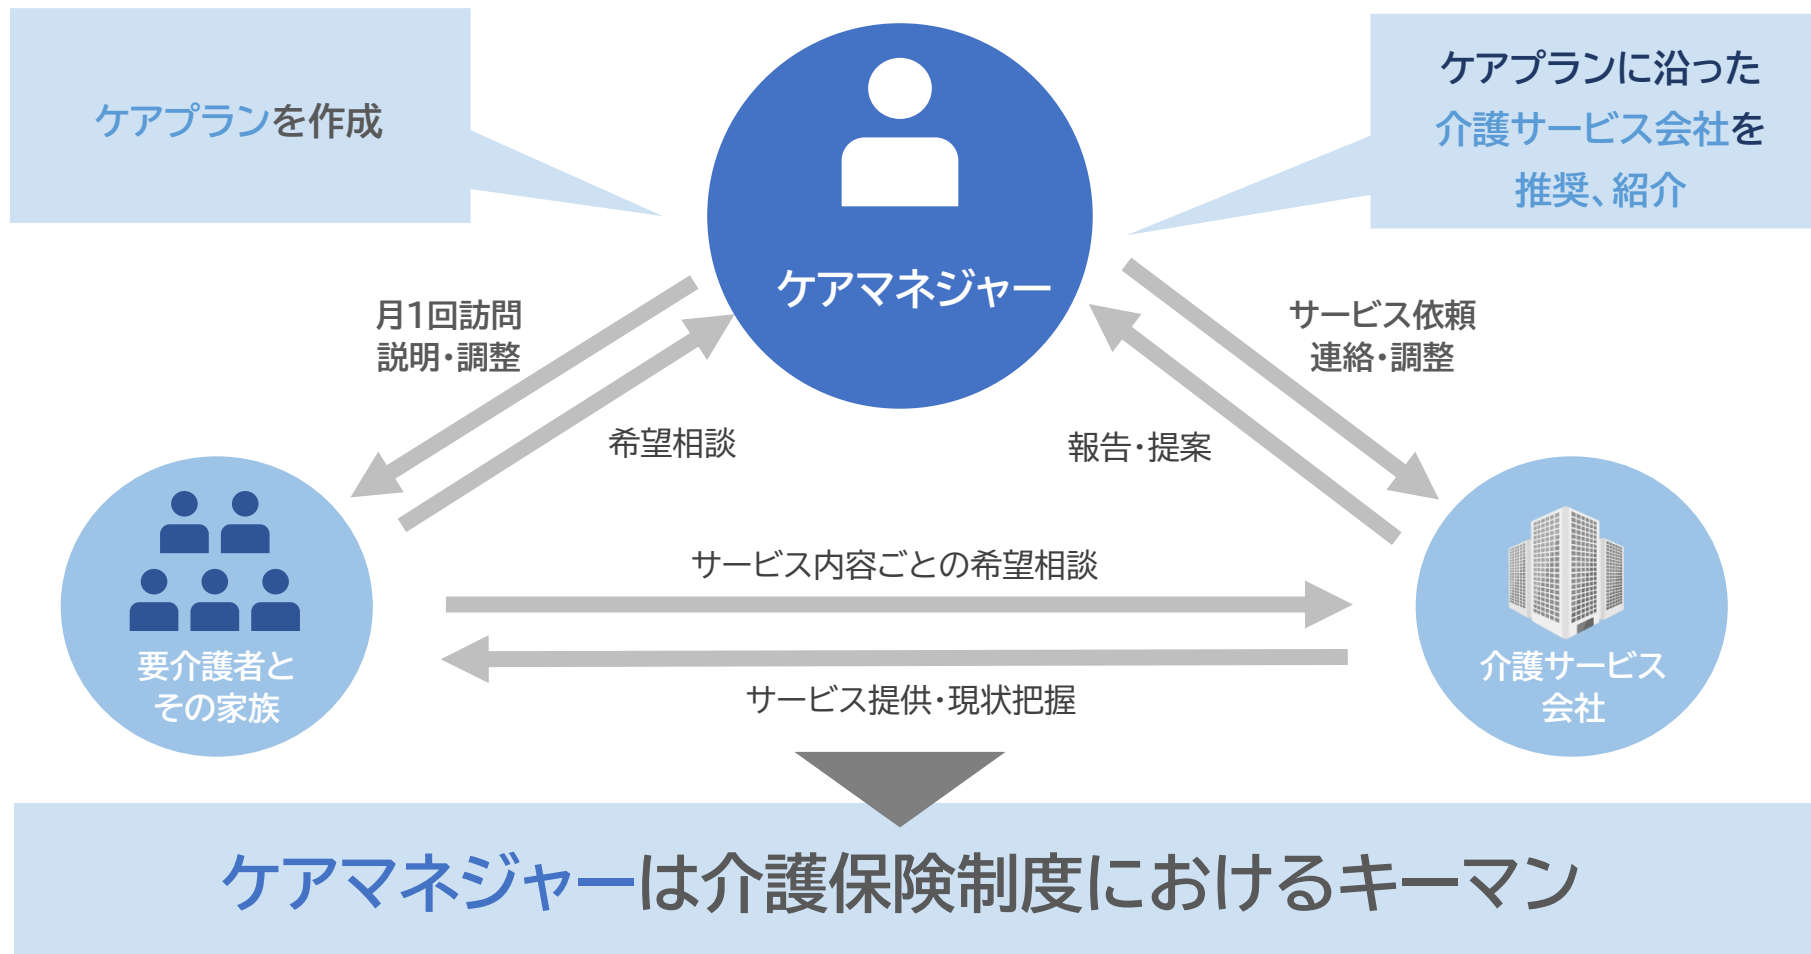 ケアプランを作成
ケアプランに沿った
介護サービス会社を
推奨、紹介
ケアマネジャー
月1回訪問
説明・調整
サービス依頼
連絡・調整
希望相談
報告・提案
サービス内容ごとの希望相談
サービス提供・現状把握
要介護者と
その家族
介護サービス
会社
ケアマネジャーは介護保険制度におけるキーマン